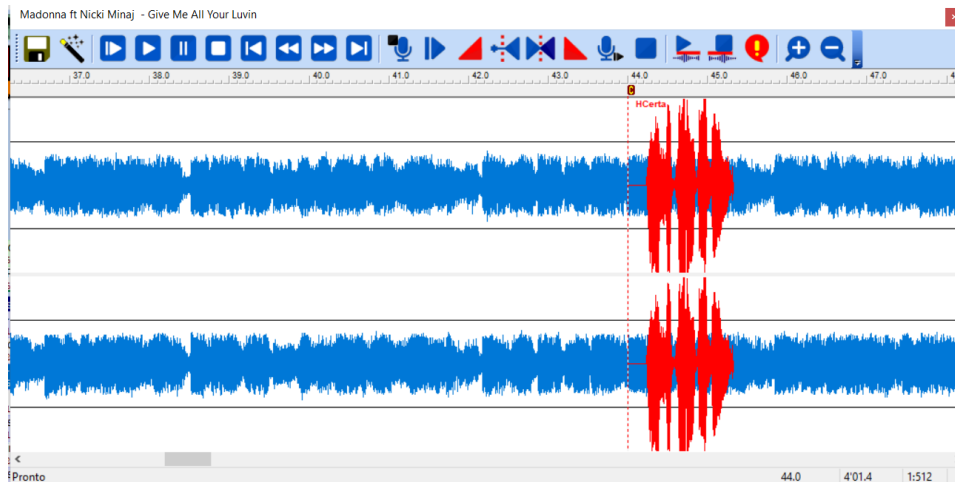 Madonna ft Nicki Minaj - Give Me All Your Luvin
37.0 38.0 39.0 40.0 41.0 42.0 43.0 44.0 45.0 46.0 47.0
C
HCerta
Pronto 44.0 4'01.4 1:512